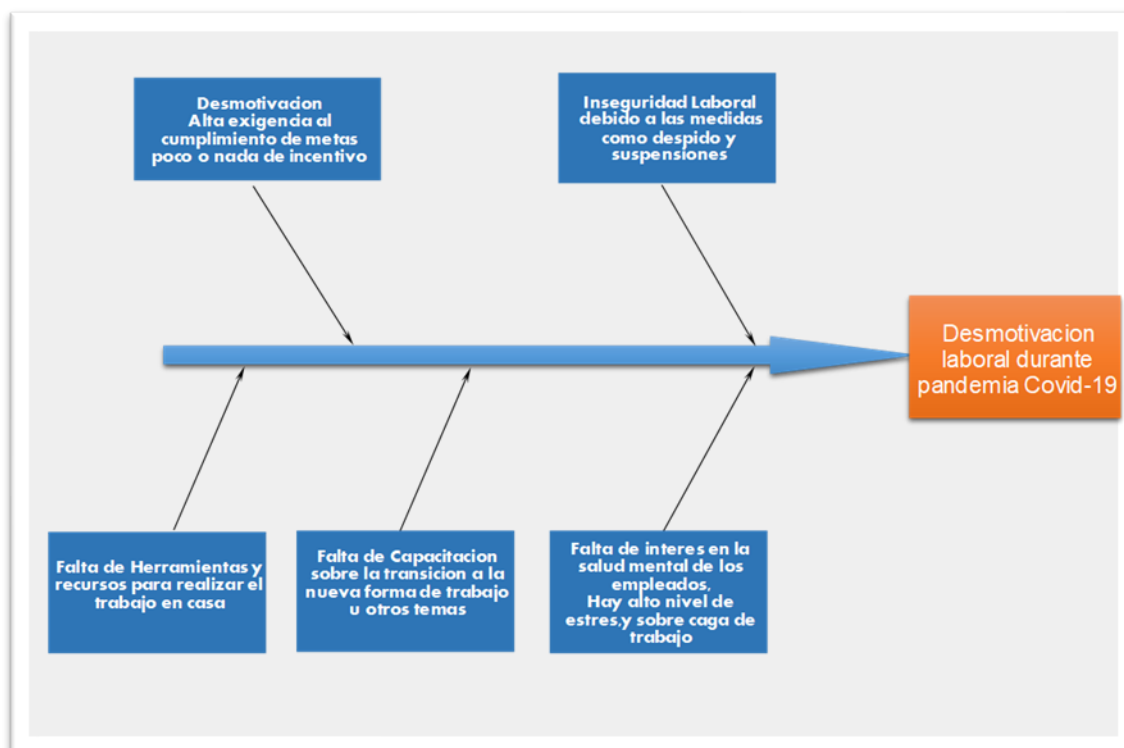 Desmotivacion
Alta exigencia al
cumplimiento de metas
poco o nada de incentivo
Inseguridad Laboral
debido a las medidas
como despido y
suspensiones
Desmotivacion
laboral durante
pandemia Covid-19
Falta de Herramientas y
recursos para realizar el
trabajo en casa
Falta de Capacitacion
sobre la transicion a la
nueva forma de trabajo
u otros temas
Falta de interes en la
salud mental de los
empleados,
Hay alto nivel de
estres,y sobre caga de
trabajo